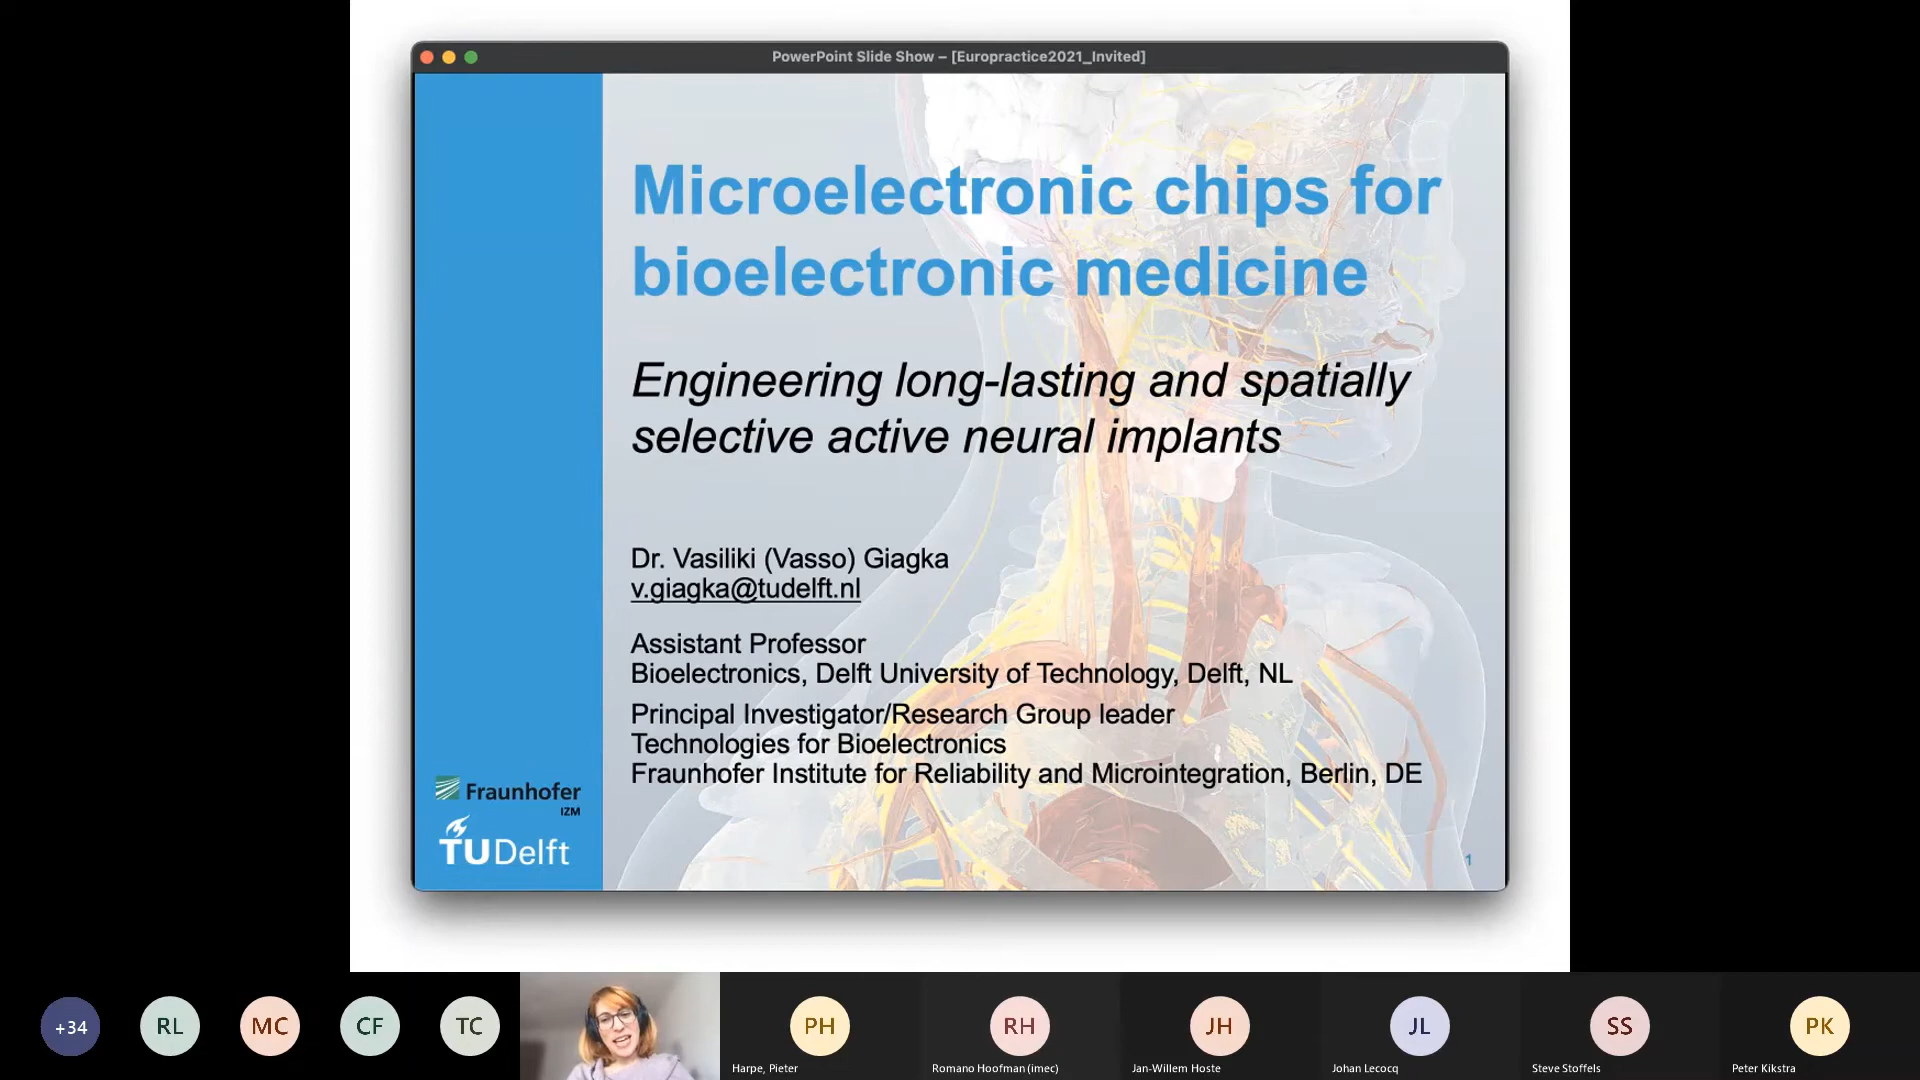 PowerPoint Slide Show – [Europractice2021_Invited]
Microelectronic chips for
bioelectronic medicine
Engineering long-lasting and spatially
selective active neural implants
Dr. Vasiliki (Vasso) Giagka
v.giagka@tudelft.nl
Assistant Professor
Bioelectronics, Delft University of Technology, Delft, NL
Principal Investigator/Research Group leader
Technologies for Bioelectronics
Fraunhofer Institute for Reliability and Microintegration, Berlin, DE
Fraunhofer
IZM
TUDelft
1
+34
RL
MC
CF
TC
PH
RH
JH
JL
SS
PK
Harpe, Pieter
Romano Hoofman (imec)
Jan-Willem Hoste
Johan Lecocq
Steve Stoffels
Peter Kikstra